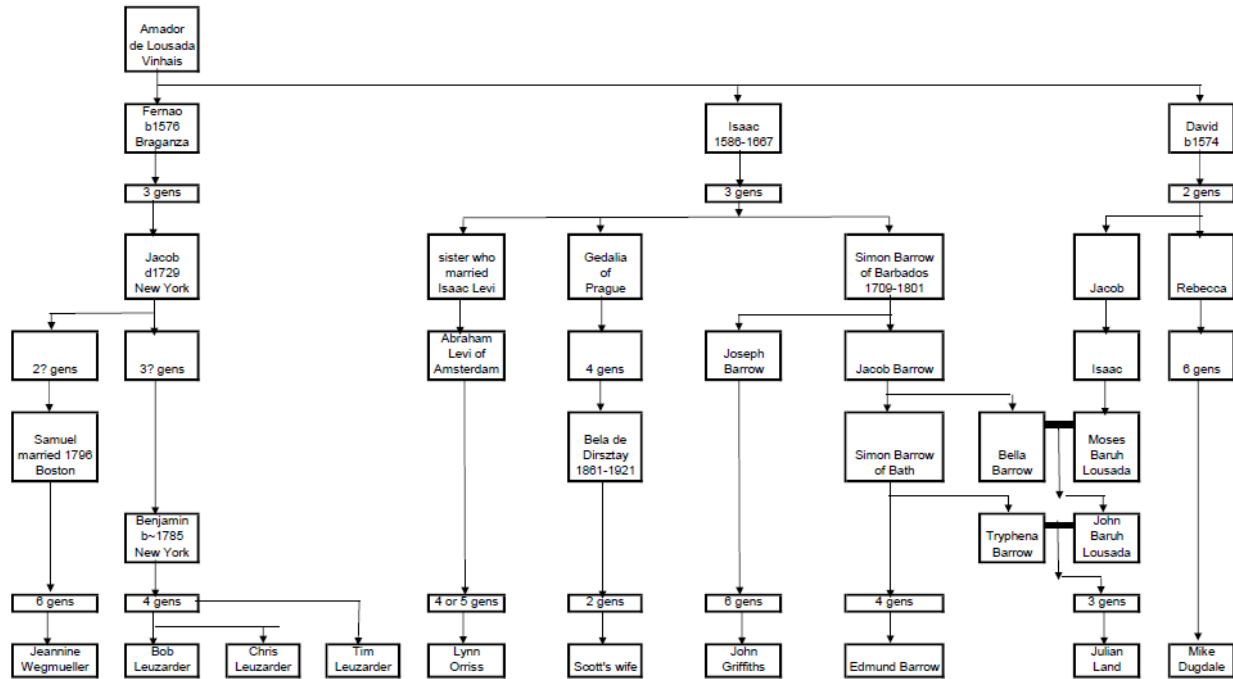 Amador
de Lousada
Vinhais
Fernao
b1576
Braganza
Isaac
1586-1667
David
b1574
3 gens
3 gens
2 gens
Jacob
d1729
New York
sister who
married
Isaac Levi
Gedalia
of
Prague
Simon Barrow
of Barbados
1709-1801
Jacob
Rebecca
2? gens
3? gens
Abraham
Levi of
Amsterdam
4 gens
Joseph
Barrow
Jacob Barrow
Isaac
6 gens
Samuel
married 1796
Boston
Bela de
Dirsztay
1861-1921
Simon Barrow
of Bath
Bella
Barrow
Moses
Baruh
Lousada
Benjamin
b~1785
New York
Tryphena
Barrow
John
Baruh
Lousada
6 gens
4 gens
4 or 5 gens
2 gens
6 gens
4 gens
3 gens
Jeannine
Wegmueller
Bob
Leuzarder
Chris
Leuzarder
Tim
Leuzarder
Lynn
Orriss
Scott's wife
John
Griffiths
Edmund Barrow
Julian
Land
Mike
Dugdale